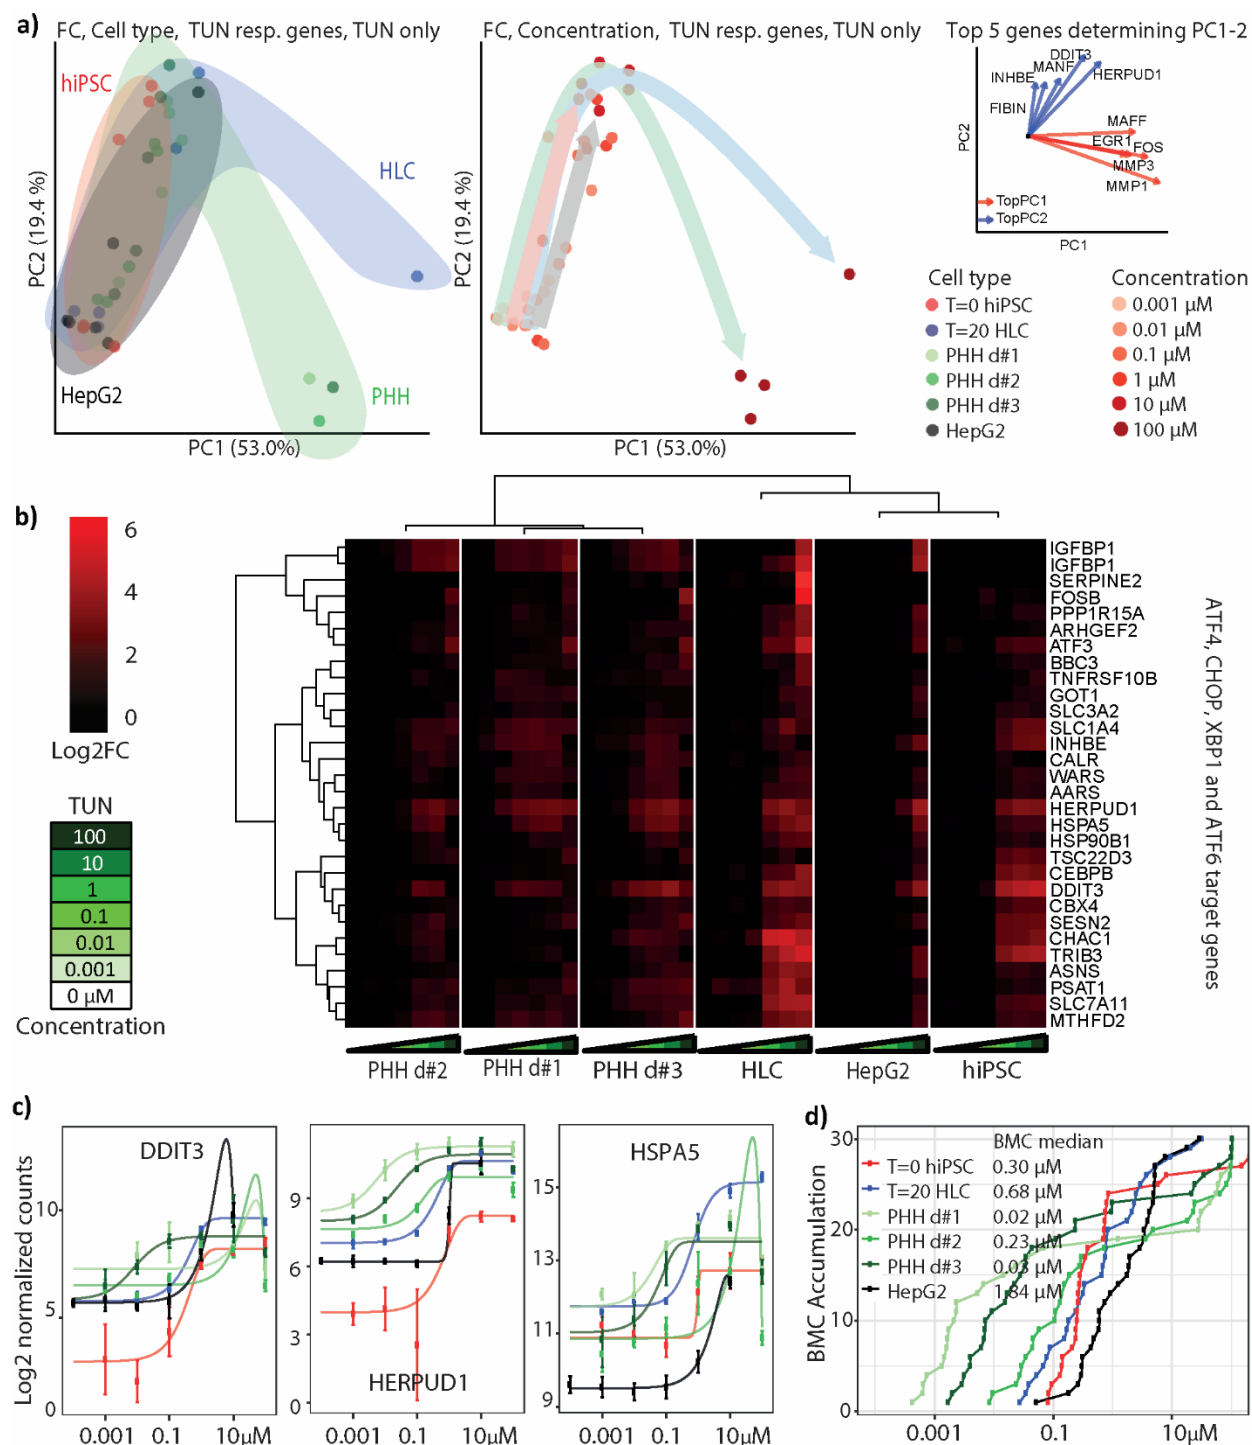 a)
FC, Cell type, TUN resp. genes, TUN only
FC, Concentration, TUN resp. genes, TUN only
Top 5 genes determining PC1-2
hiPSC
HLC
HepG2
PHH
PC2 (19.4 %)
PC1 (53.0%)
PC2 (19.4 %)
PC1 (53.0%)
DDIT3
MANF
INHBE
HERPUD1
FIBIN
MAFF
EGR1
FOS
MMP3
MMP1
PC2
TopPC1
TopPC2
PC1
Cell type
T=0 hiPSC
T=20 HLC
PHH d#1
PHH d#2
PHH d#3
HepG2
Concentration
0.001 µM
0.01 µM
0.1 µM
1 µM
10 µM
100 µM
b)
6
4
2
0
Log2FC
TUN
100
10
1
0.1
0.01
0.001
0 µM
Concentration
IGFBP1
IGFBP1
SERPINE2
FOSB
PPP1R15A
ARHGEF2
ATF3
BBC3
TNFRSF10B
GOT1
SLC3A2
SLC1A4
INHBE
CALR
WARS
AARS
HERPUD1
HSPA5
HSP90B1
TSC22D3
CEBPB
DDIT3
CBX4
SESN2
CHAC1
TRIB3
ASNS
PSAT1
SLC7A11
MTHFD2
ATF4, CHOP, XBP1 and ATF6 target genes
PHH d#2
PHH d#1
PHH d#3
HLC
HepG2
hiPSC
c)
Log2 normalized counts
DDIT3
10
5
0
0.001
0.1
10µM
HERPUD1
9
6
3
0
0.001
0.1
10µM
HSPA5
15
13
11
9
0.001
0.1
10µM
d)
BMC Accumulation
30
20
10
0
BMC median
T=0 hiPSC 0.30 µM
T=20 HLC 0.68 µM
PHH d#1 0.02 µM
PHH d#2 0.23 µM
PHH d#3 0.03 µM
HepG2 1.84 µM
0.001
0.1
10µM